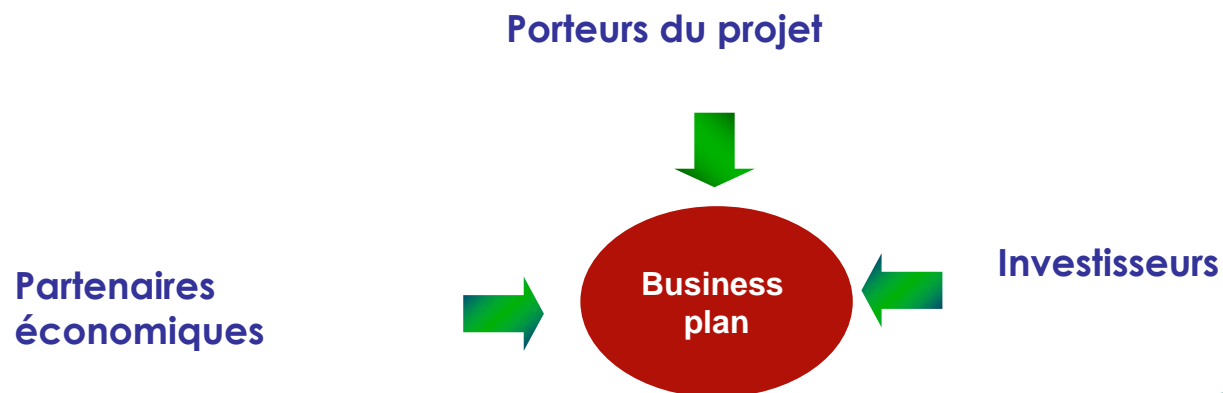 Porteurs du projet
Investisseurs
Partenaires
économiques
Business
plan